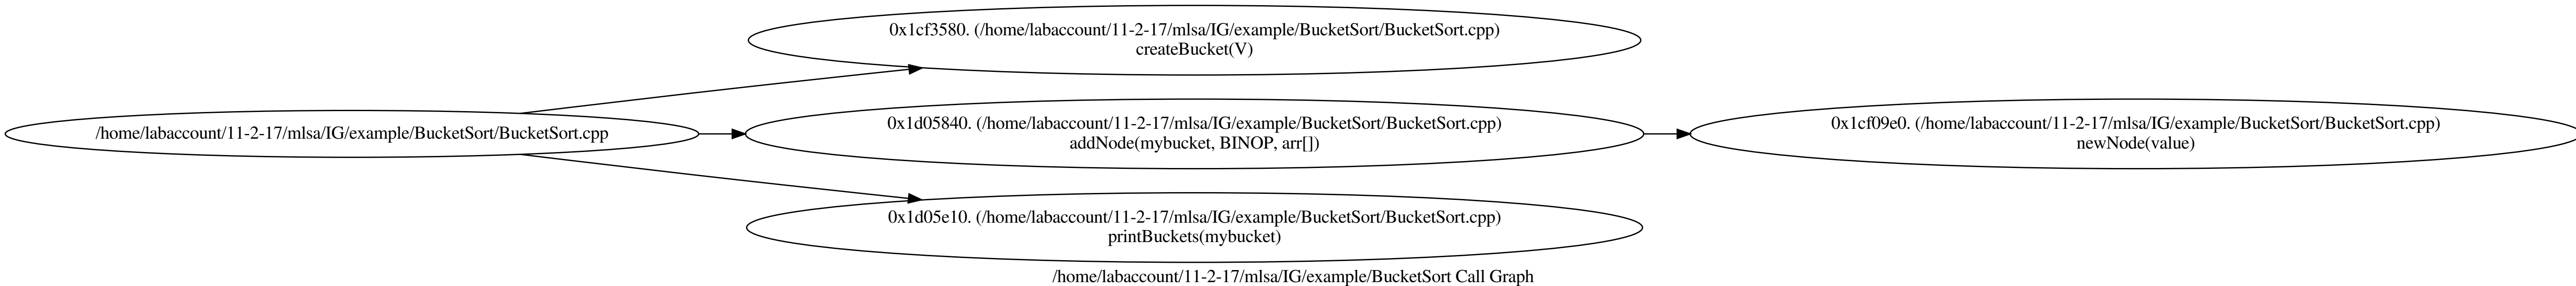 0x1cf3580. (/home/labaccount/11-2-17/mlsa/IG/example/BucketSort/BucketSort.cpp)
createBucket(V)
/home/labaccount/11-2-17/mlsa/IG/example/BucketSort/BucketSort.cpp
0x1d05840. (/home/labaccount/11-2-17/mlsa/IG/example/BucketSort/BucketSort.cpp)
addNode(mybucket, BINOP, arr[])
0x1cf09e0. (/home/labaccount/11-2-17/mlsa/IG/example/BucketSort/BucketSort.cpp)
newNode(value)
0x1d05e10. (/home/labaccount/11-2-17/mlsa/IG/example/BucketSort/BucketSort.cpp)
printBuckets(mybucket)
/home/labaccount/11-2-17/mlsa/IG/example/BucketSort Call Graph